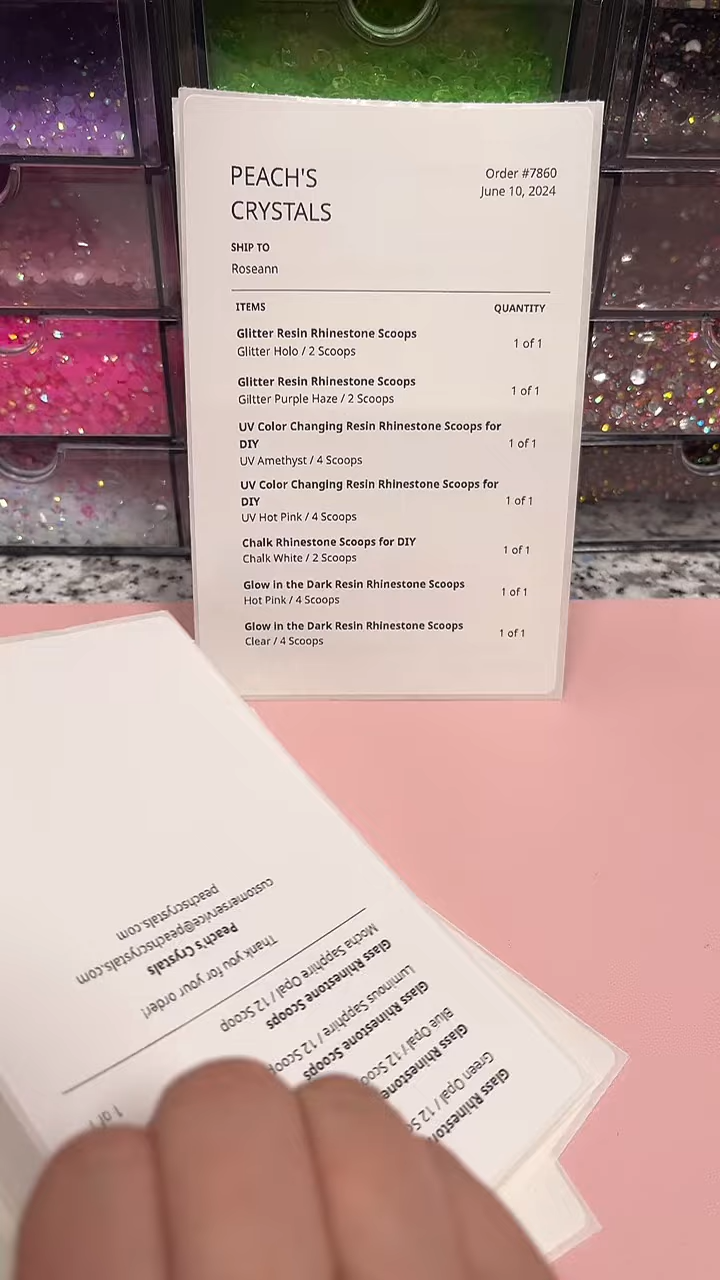 PEACH'S
CRYSTALS
Order #7860
June 10, 2024
SHIP TO
Roseann
ITEMS
QUANTITY
Glitter Resin Rhinestone Scoops
Glitter Holo / 2 Scoops
1 of 1
Glitter Resin Rhinestone Scoops
Giltter Purple Haze / 2 Scoops
1 of 1
UV Color Changing Resin Rhinestone Scoops for
DIY
1 of 1
UV Amethyst / 4 Scoops
UV Color Changing Resin Rhinestone Scoops for
DIY
1 of 1
UV Hot Pink / 4 Scoops
Chalk Rhinestone Scoops for DIY
Chalk White / 2 Scoops
1 of 1
Glow in the Dark Resin Rhinestone Scoops
Hot Pink / 4 Scoops
1 of 1
Glow in the Dark Resin Rhinestone Scoops
Clear / 4 Scoops
1 of 1
Glass
Green Opal / 12
Glass Rhinestone
Blue Opal / 12
Glass Rhinestone Scoops
Luminous Sapphire / 12
Glass Rhinestone Scoops
Mocha Sapphire Opal / 12 Scoop
Thank you for your order!
Peach's Crystals
customerservice@peachscrystals.com
peachscrystals.com